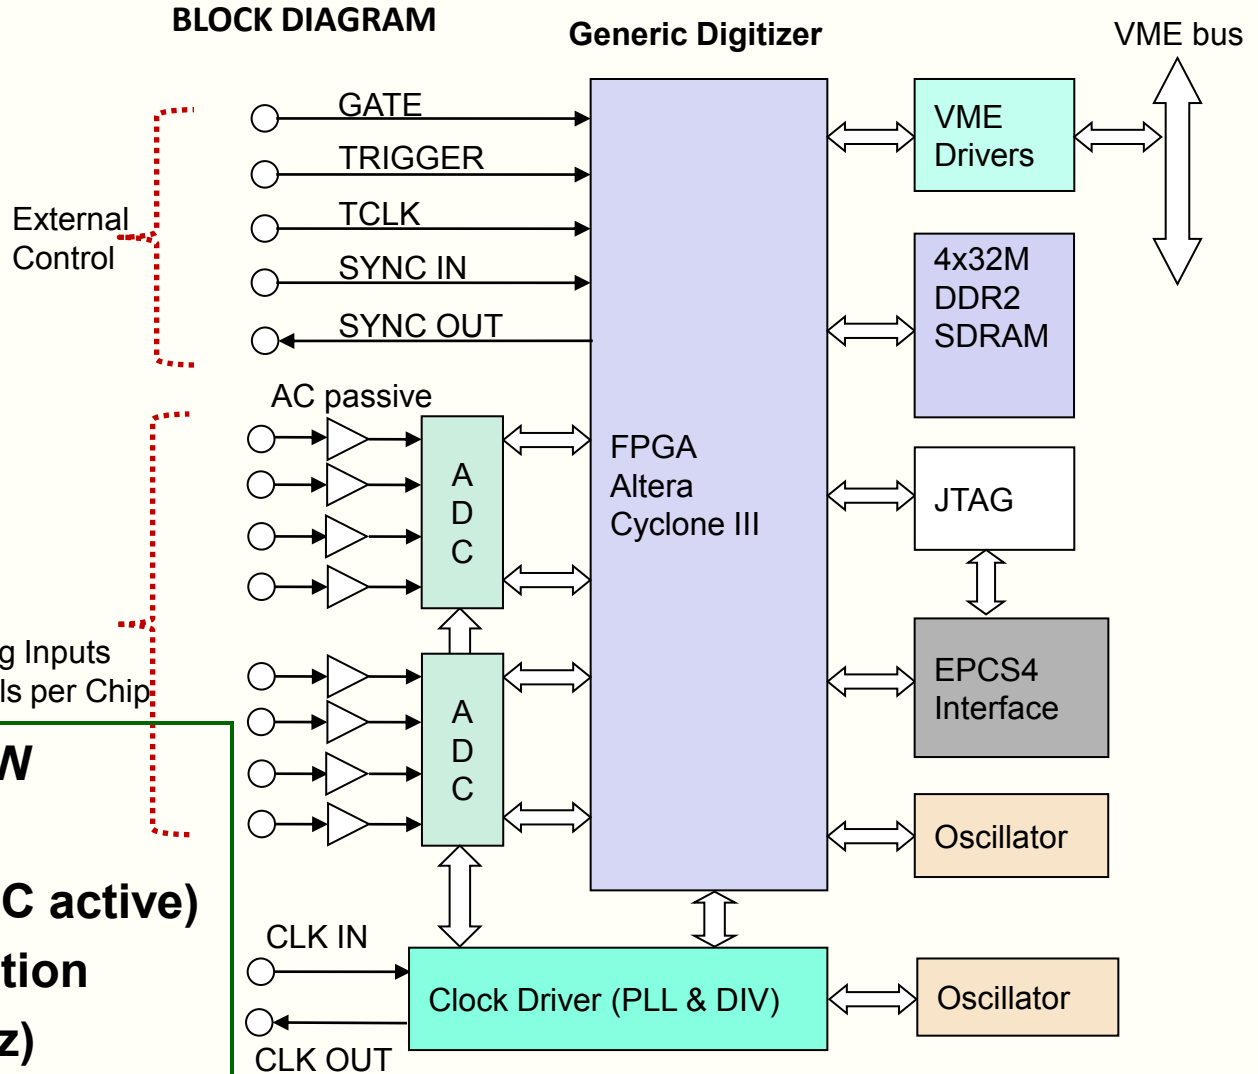 BLOCK DIAGRAM
Generic Digitizer
VME bus
GATE
TRIGGER
TCLK
SYNC IN
SYNC OUT
External
Control
AC passive
A
D
C
A
D
C
FPGA
Altera
Cyclone III
VME
Drivers
4x32M
DDR2
SDRAM
JTAG
EPCS4
Interface
Oscillator
g Inputs
ls per Chip
W
C active)
tion
z)
CLK IN
CLK OUT
Clock Driver (PLL & DIV)
Oscillator